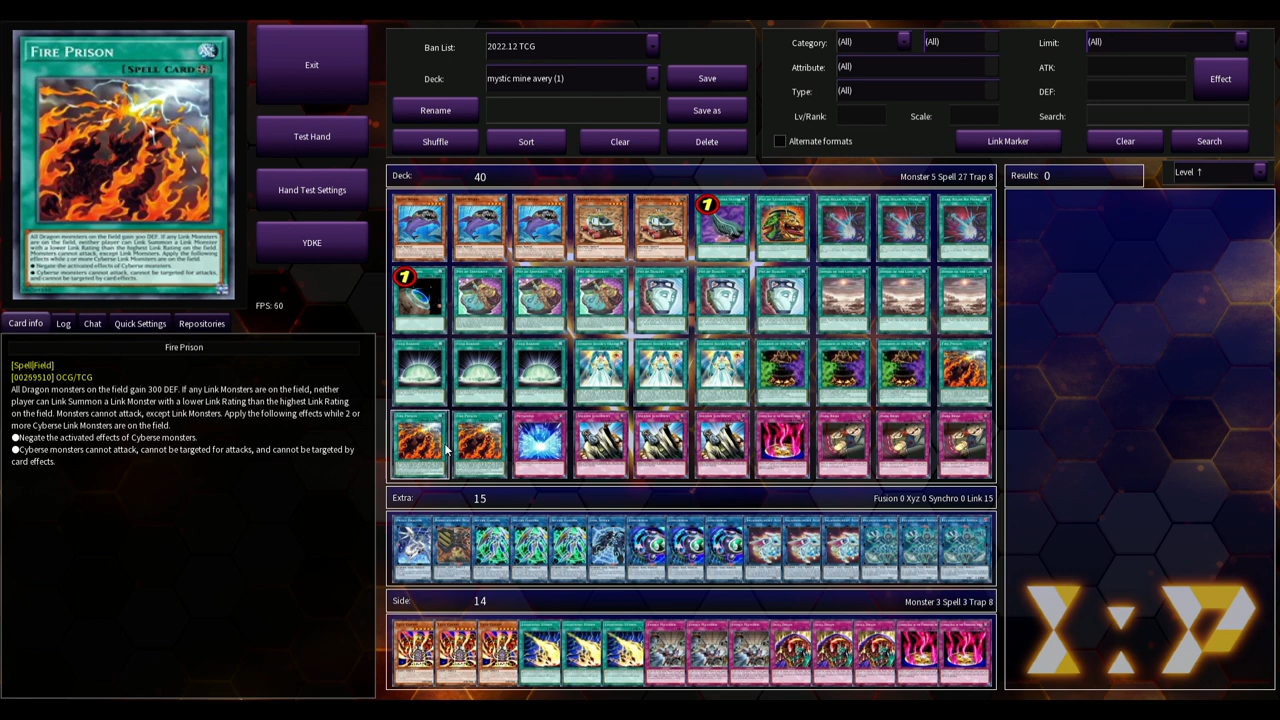 FIRE PRISON
[SPELL CARD]
Exit
Test Hand
Hand Test Settings
YDKE
FPS: 60
Ban List:
2022.12 TCG
Deck:
mystic mine avery (1)
Save
Rename
Save as
Shuffle
Sort
Clear
Delete
Category:
(All)
(All)
Limit:
(All)
Attribute:
(All)
ATK:
Effect
Type:
(All)
DEF:
Lv/Rank:
Scale:
Search:
Alternate formats
Link Marker
Clear
Search
Deck:
40
Monster 5 Spell 27 Trap 8
Results:
0
Level ↑
1
1
Card info
Log
Chat
Quick Settings
Repositories
Fire Prison
[Spell|Field]
[00269510] OCG/TCG
All Dragon monsters on the field gain 300 DEF. If any Link Monsters are on the field, neither
player can Link Summon a Link Monster with a lower Link Rating than the highest Link Rating
on the field. Monsters cannot attack, except Link Monsters. Apply the following effects while 2 or
more Cyberse Link Monsters are on the field.
●Negate the activated effects of Cyberse monsters.
●Cyberse monsters cannot attack, cannot be targeted for attacks, and cannot be targeted by
card effects.
Extra:
15
Fusion 0 Xyz 0 Synchro 0 Link 15
Side:
14
Monster 3 Spell 3 Trap 8